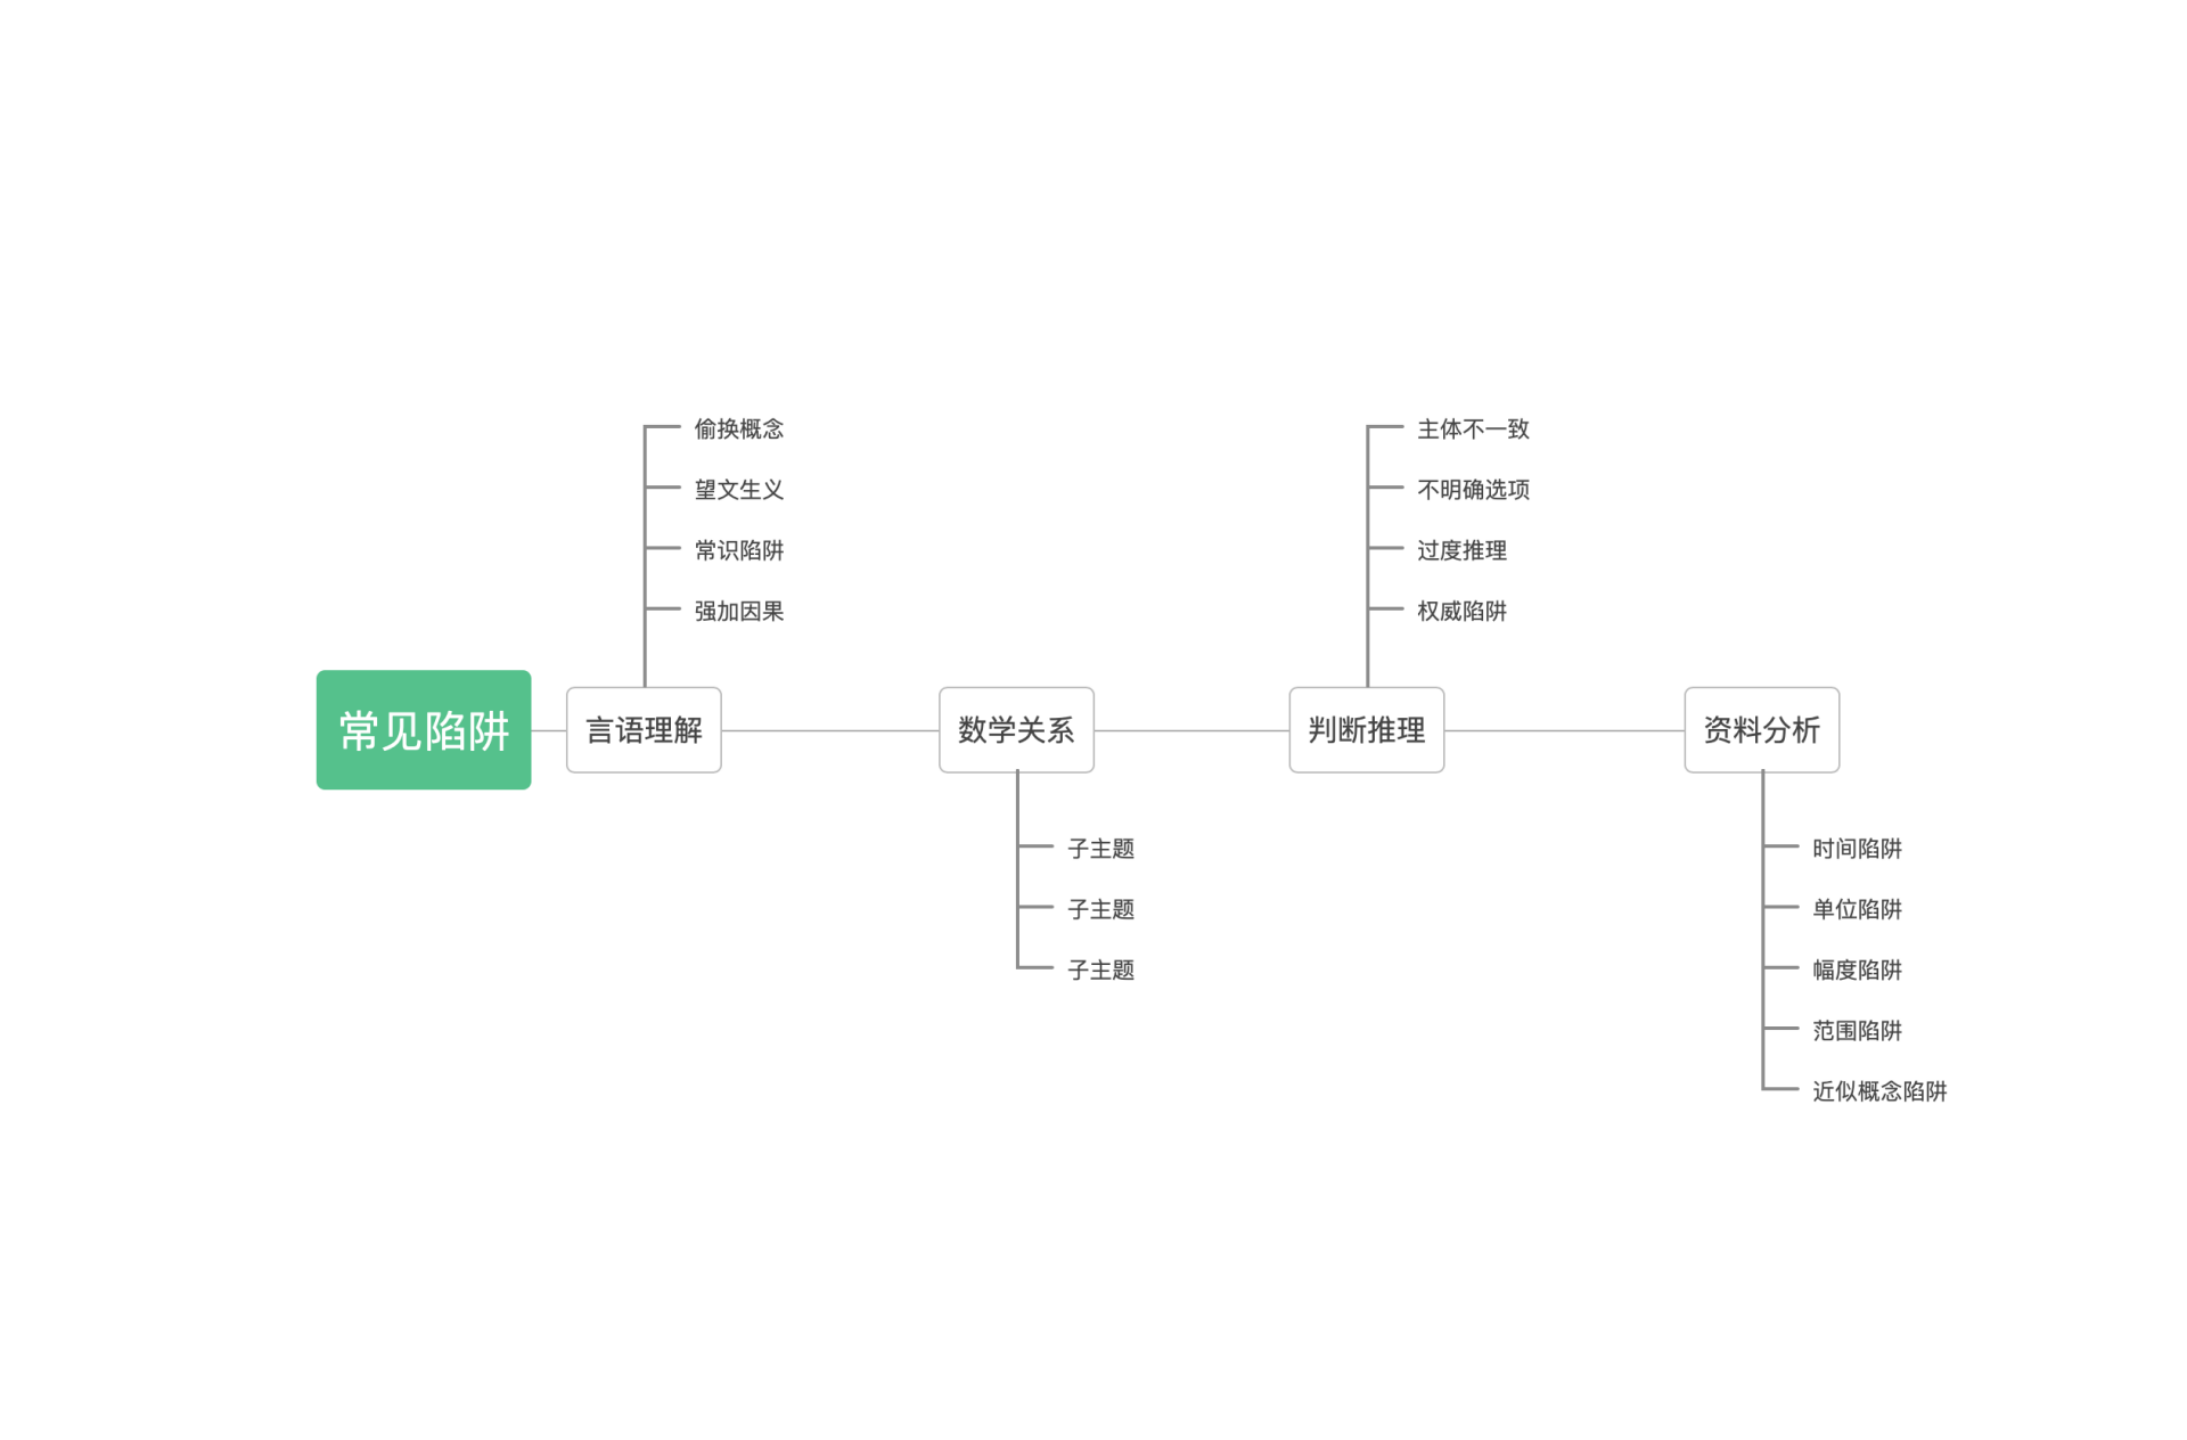 常见陷阱
言语理解
偷换概念
望文生义
常识陷阱
强加因果
数学关系
子主题
子主题
子主题
判断推理
主体不一致
不明确选项
过度推理
权威陷阱
资料分析
时间陷阱
单位陷阱
幅度陷阱
范围陷阱
近似概念陷阱